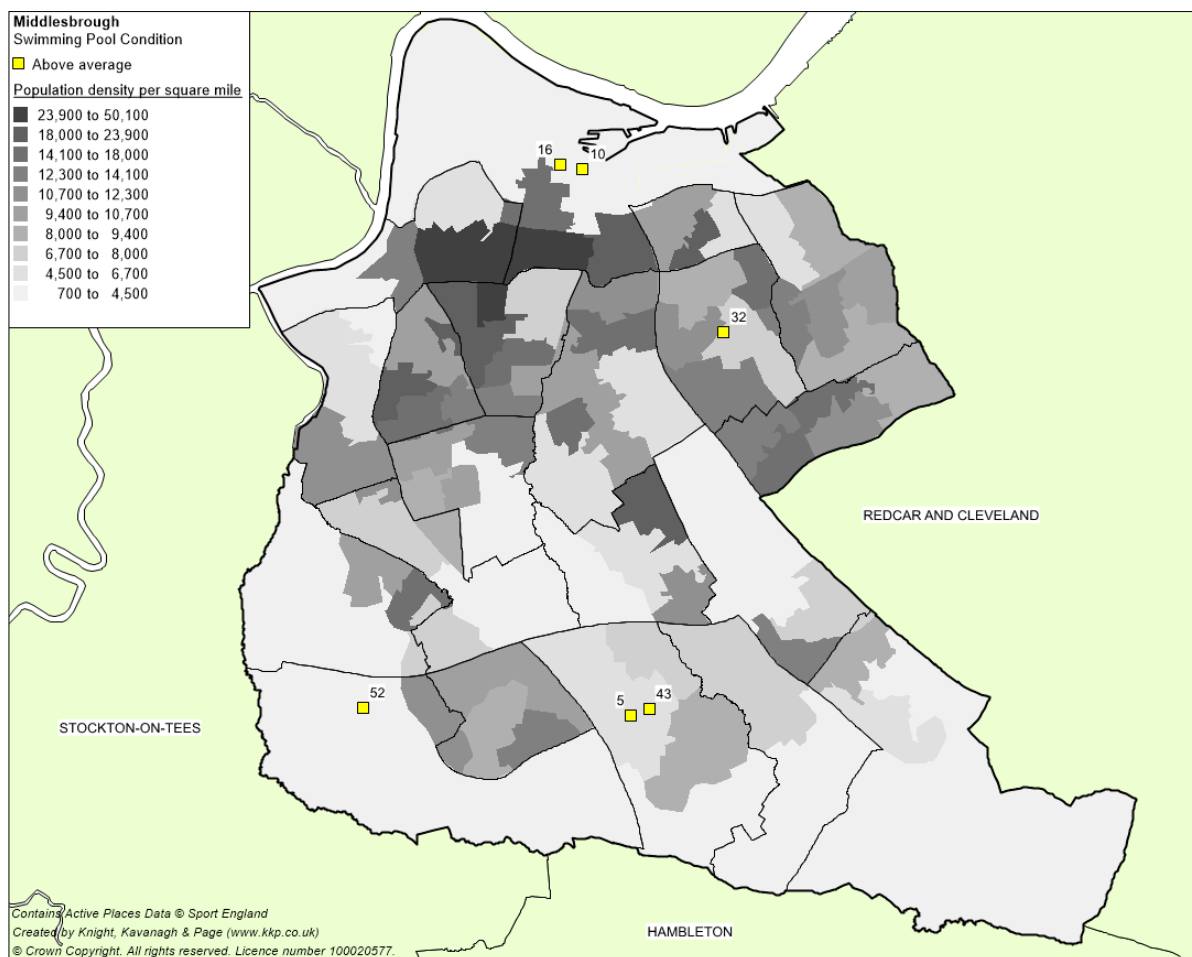 Middlesbrough
Swimming Pool Condition
Above average
Population density per square mile
23,900 to 50,100
18,000 to 23,900
14,100 to 18,000
12,300 to 14,100
10,700 to 12,300
9,400 to 10,700
8,000 to 9,400
6,700 to 8,000
4,500 to 6,700
700 to 4,500
16
10
32
REDCAR AND CLEVELAND
52
5
43
STOCKTON-ON-TEES
HAMBLETON
Contains Active Places Data © Sport England
Created by Knight, Kavanagh & Page (www.kkp.co.uk)
© Crown Copyright. All rights reserved. Licence number 100020577.